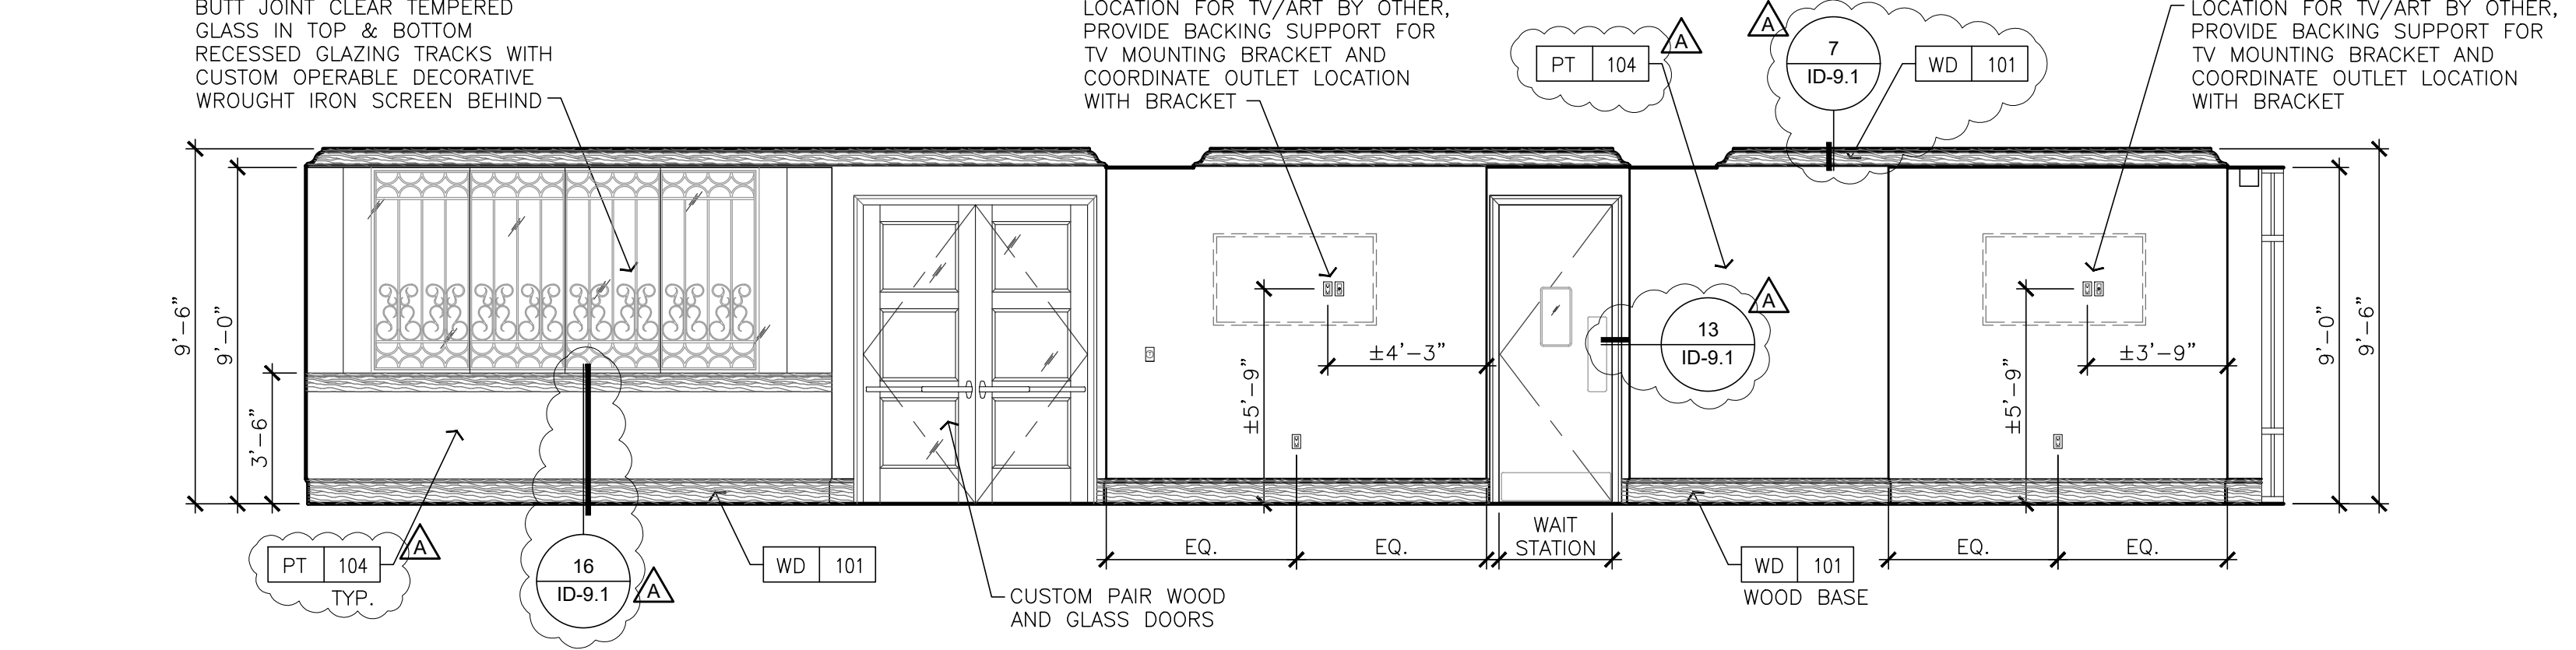 BUTT JOINT CLEAR TEMPERED
GLASS IN TOP & BOTTOM
RECESSED GLAZING TRACKS WITH
CUSTOM OPERABLE DECORATIVE
WROUGHT IRON SCREEN BEHIND
LOCATION FOR TV/ART BY OTHER,
PROVIDE BACKING SUPPORT FOR
TV MOUNTING BRACKET AND
COORDINATE OUTLET LOCATION
WITH BRACKET
PT 104
A
A
7
ID-9.1
WD 101
LOCATION FOR TV/ART BY OTHER,
PROVIDE BACKING SUPPORT FOR
TV MOUNTING BRACKET AND
COORDINATE OUTLET LOCATION
WITH BRACKET
9'-6"
9'-0"
3'-6"
±5'-9"
±4'-3"
13
ID-9.1
A
±5'-9"
±3'-9"
9'-0"
9'-6"
PT 104
A
TYP.
16
ID-9.1
A
WD 101
CUSTOM PAIR WOOD
AND GLASS DOORS
EQ.
EQ.
WAIT
STATION
WD 101
WOOD BASE
EQ.
EQ.